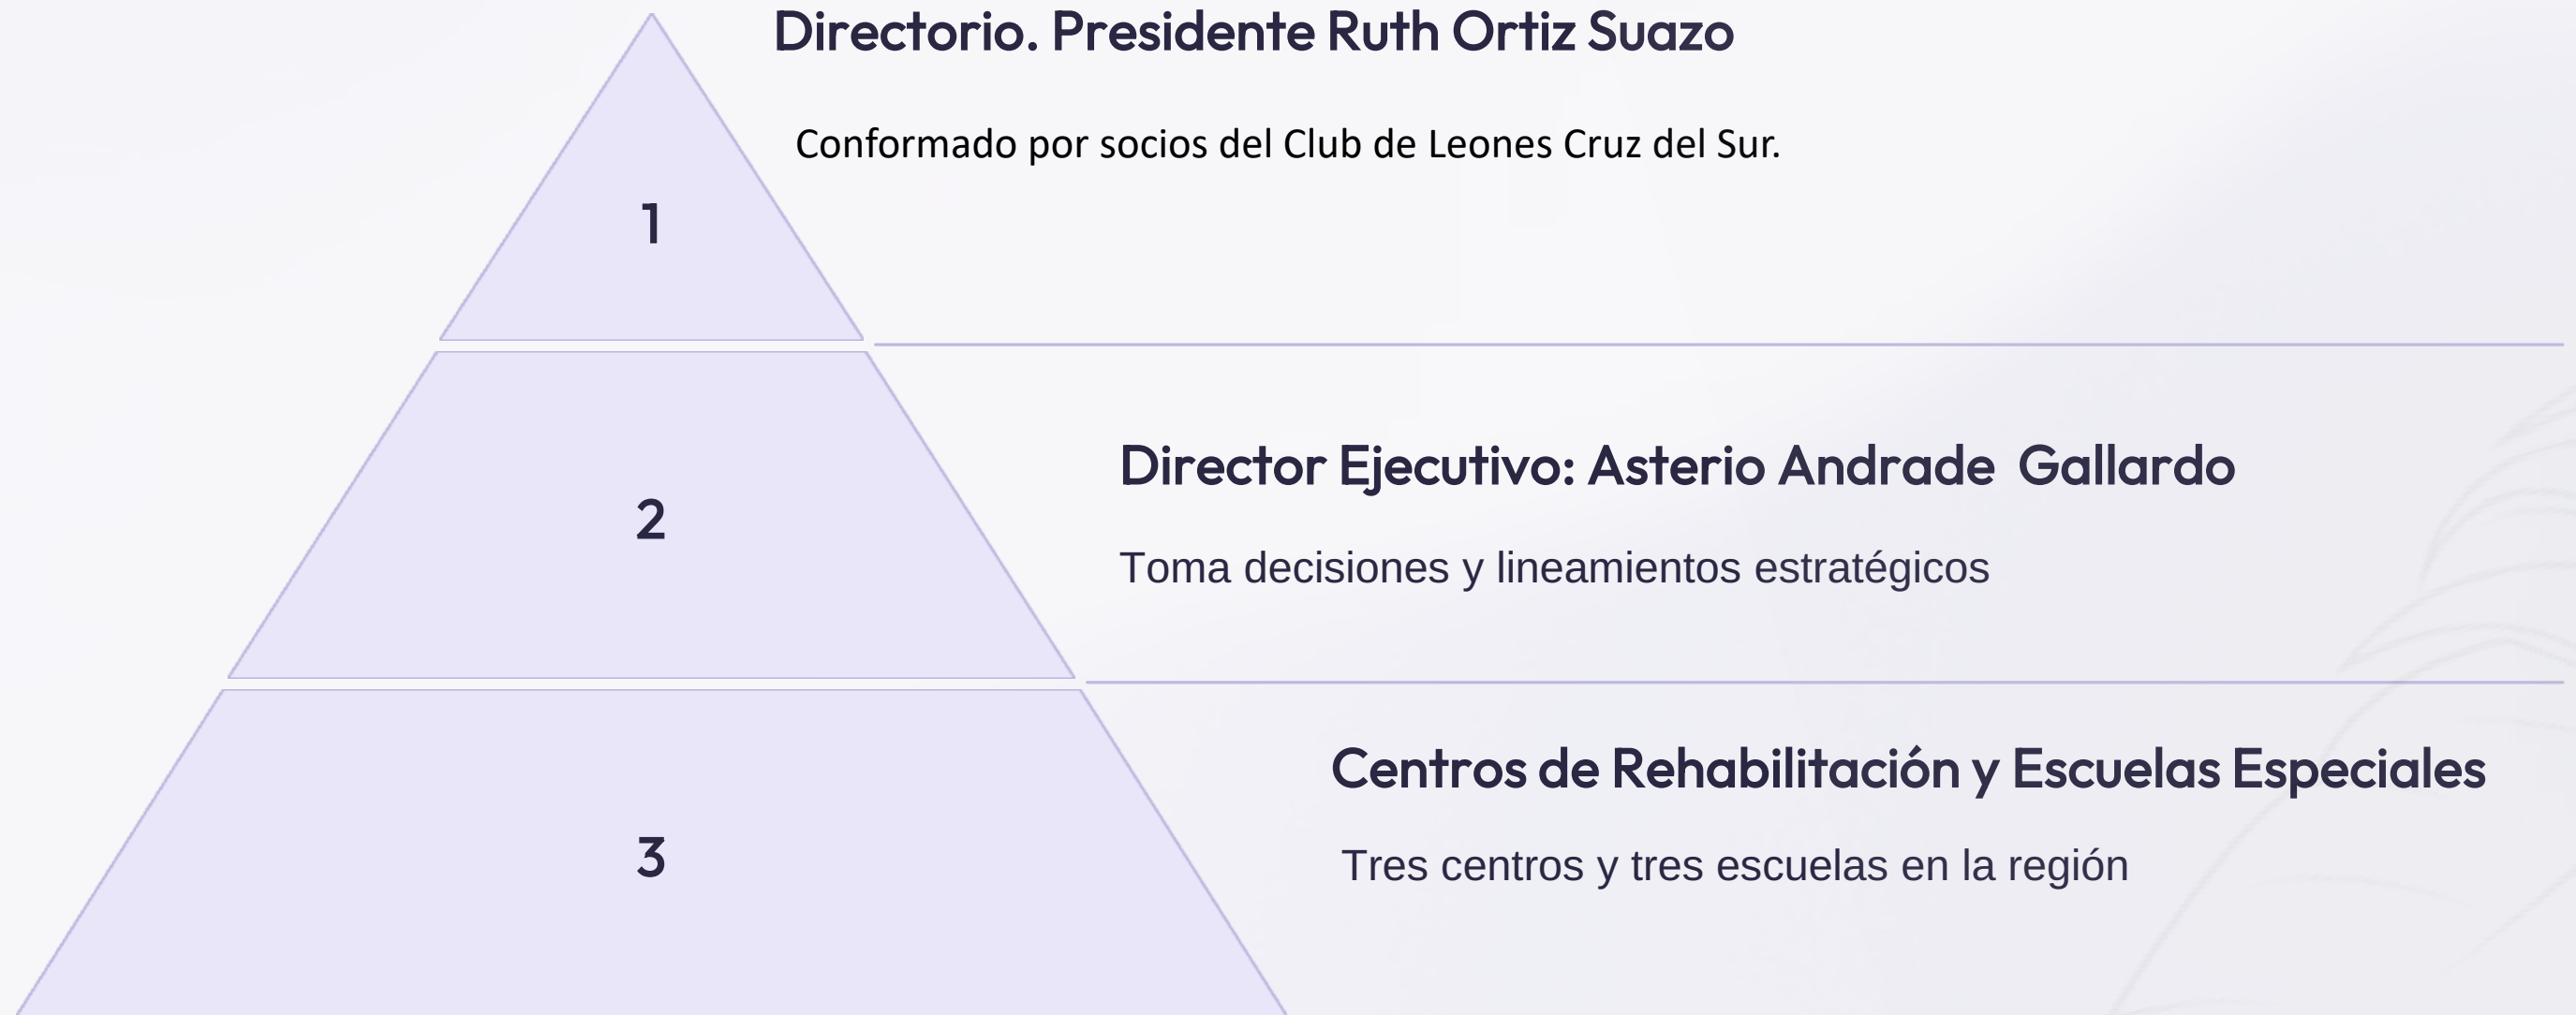 Directorio. Presidente Ruth Ortiz Suazo
Conformado por socios del Club de Leones Cruz del Sur.
1
Director Ejecutivo: Asterio Andrade  Gallardo
2
Toma decisiones y lineamientos estratégicos
Centros de Rehabilitación y Escuelas Especiales
3
Tres centros y tres escuelas en la región